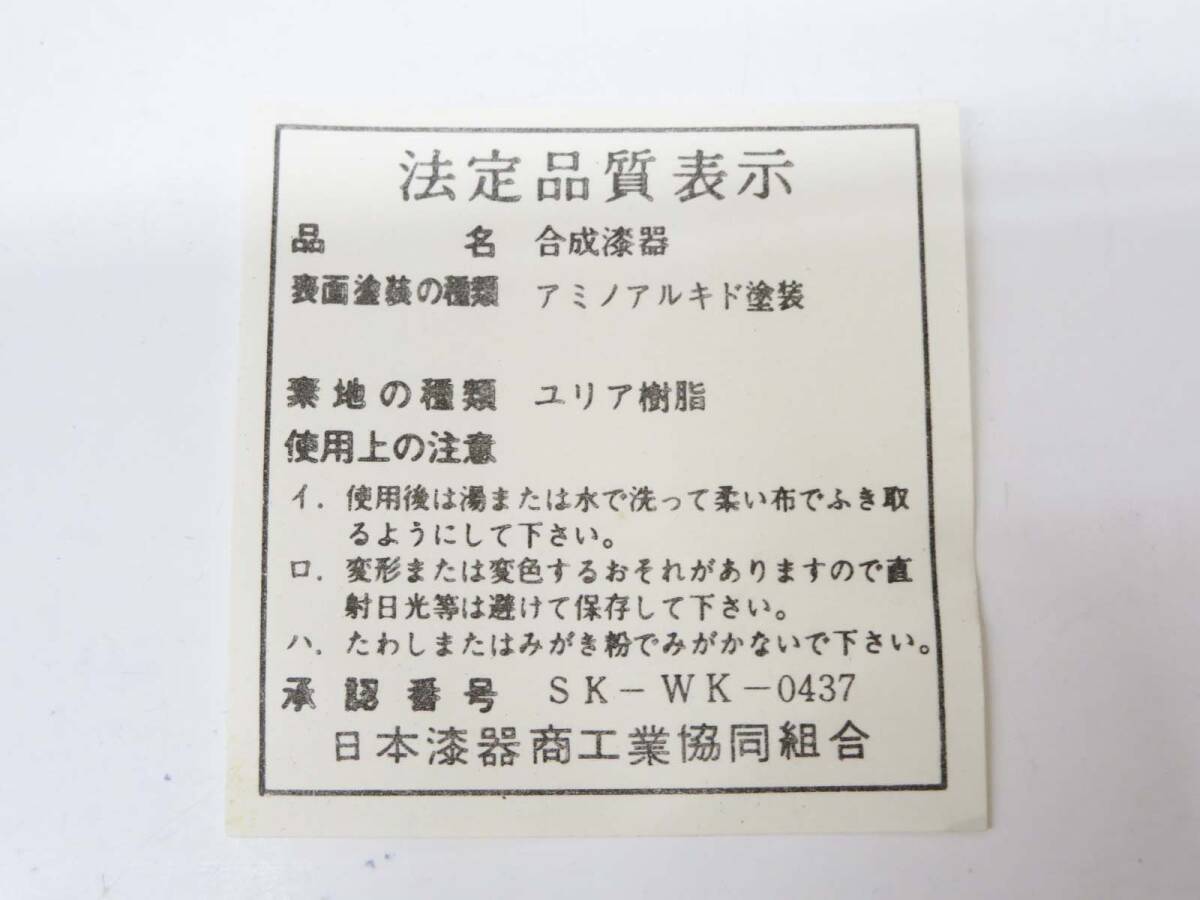 法定品質表示
品名 合成漆器
表面塗装の種類 アミノアルキド塗装
素地の種類 ユリア樹脂
使用上の注意
イ. 使用後は湯または水で洗って柔い布でふき取
るようにして下さい。
ロ. 変形または変色するおそれがありますので直
射日光等は避けて保存して下さい。
ハ. たわしまたはみがき粉でみがかないで下さい。
承認番号 SK-WK-0437
日本漆器商工業協同組合